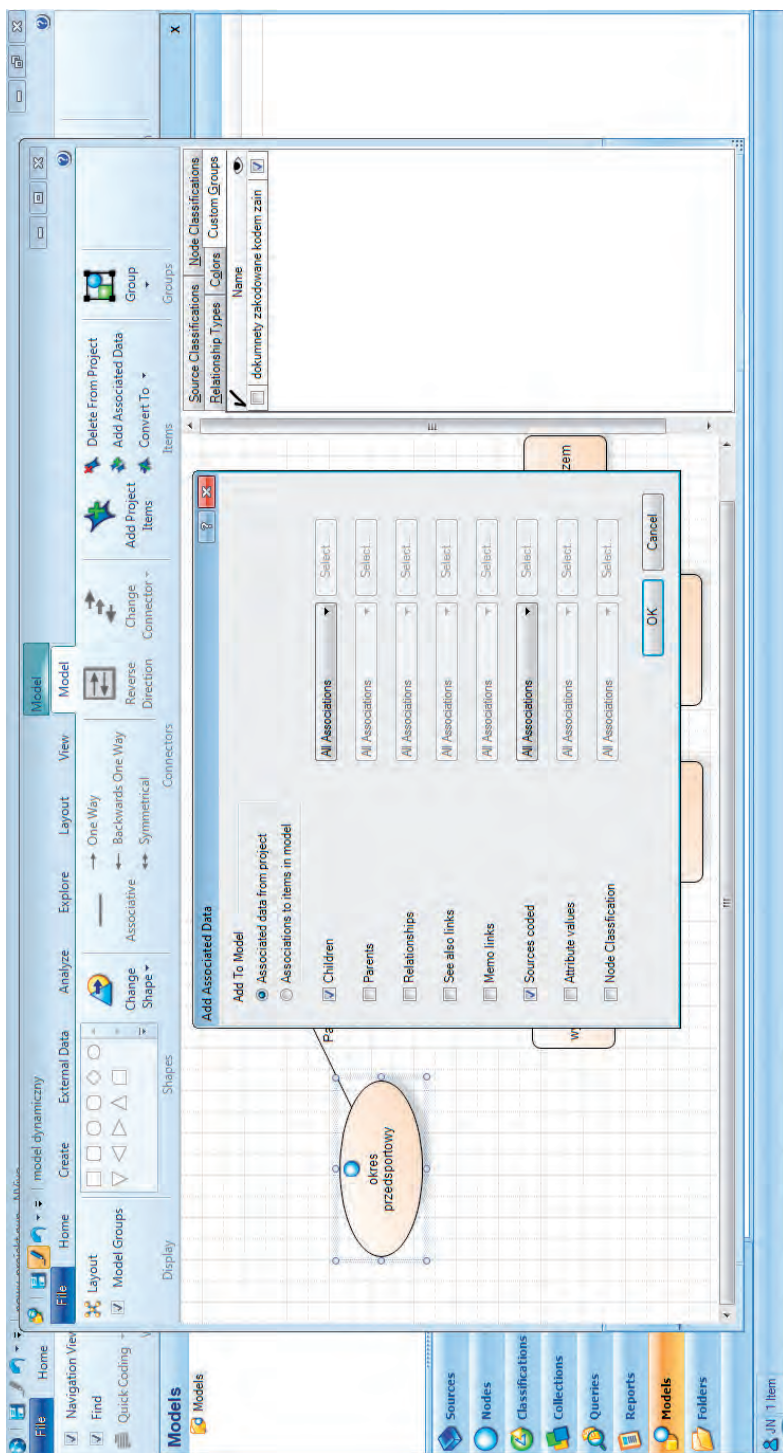 File
Home
Navigation View
Find
Quick Coding
Models
Models
Sources
Nodes
Classifications
Collections
Queries
Reports
Models
Folders
UN 1 Item
model dynamiczny
Model
File
Home
Create
External Data
Analyze
Explore
Layout
View
Model
Layout
Model Groups
Display
Change
Shape
Shapes
Associative
One Way
Backwards One Way
Symmetrical
Reverse
Direction
Change
Connector
Connectors
Add Project
Items
Delete From Project
Add Associated Data
Convert To
Items
Group
Groups
okres
przedsportowy
Pa
wy
zem
Add Associated Data
Add To Model
Associated data from project
Associations to items in model
Children All Associations Select...
Parents All Associations Select...
Relationships All Associations Select...
See also links All Associations Select...
Memo links All Associations Select...
Sources coded All Associations Select...
Attribute values All Associations Select...
Node Classfication All Associations Select...
OK Cancel
Source Classifications Node Classifications
Relationship Types Colors Custom Groups
Name
dokumnety zakodowane kodem zain